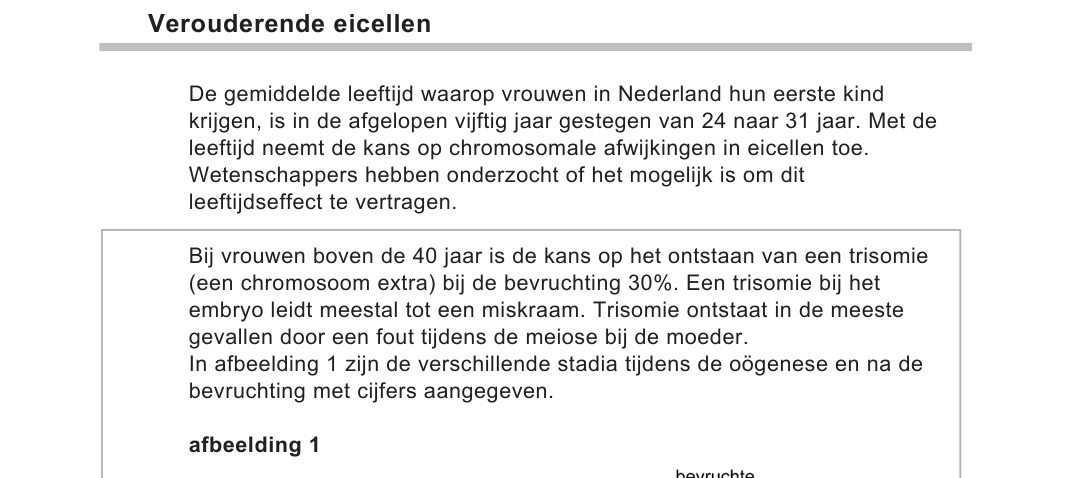 Verouderende eicellen
De gemiddelde leeftijd waarop vrouwen in Nederland hun eerste kind
krijgen, is in de afgelopen vijftig jaar gestegen van 24 naar 31 jaar. Met de
leeftijd neemt de kans op chromosomale afwijkingen in eicellen toe.
Wetenschappers hebben onderzocht of het mogelijk is om dit
leeftijdseffect te vertragen.
Bij vrouwen boven de 40 jaar is de kans op het ontstaan van een trisomie
(een chromosoom extra) bij de bevruchting 30%. Een trisomie bij het
embryo leidt meestal tot een miskraam. Trisomie ontstaat in de meeste
gevallen door een fout tijdens de meiose bij de moeder.
In afbeelding 1 zijn de verschillende stadia tijdens de oögenese en na de
bevruchting met cijfers aangegeven.
afbeelding 1
bevruchte